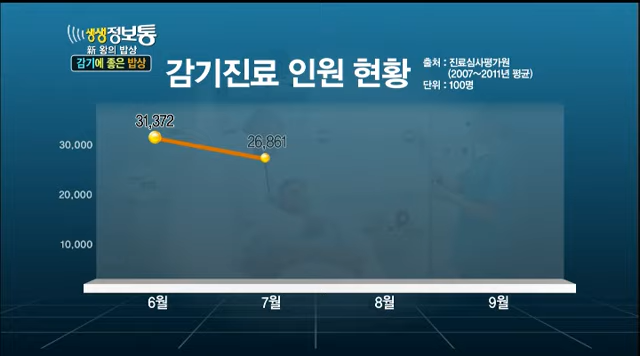 生生정보통
新 왕의 밥상
감기에 좋은 밥상
감기진료 인원 현황
출처 : 진료심사평가원
(2007~2011년 평균)
단위 : 100명
31,372
26,861
30,000
20,000
10,000
6월 7월 8월 9월